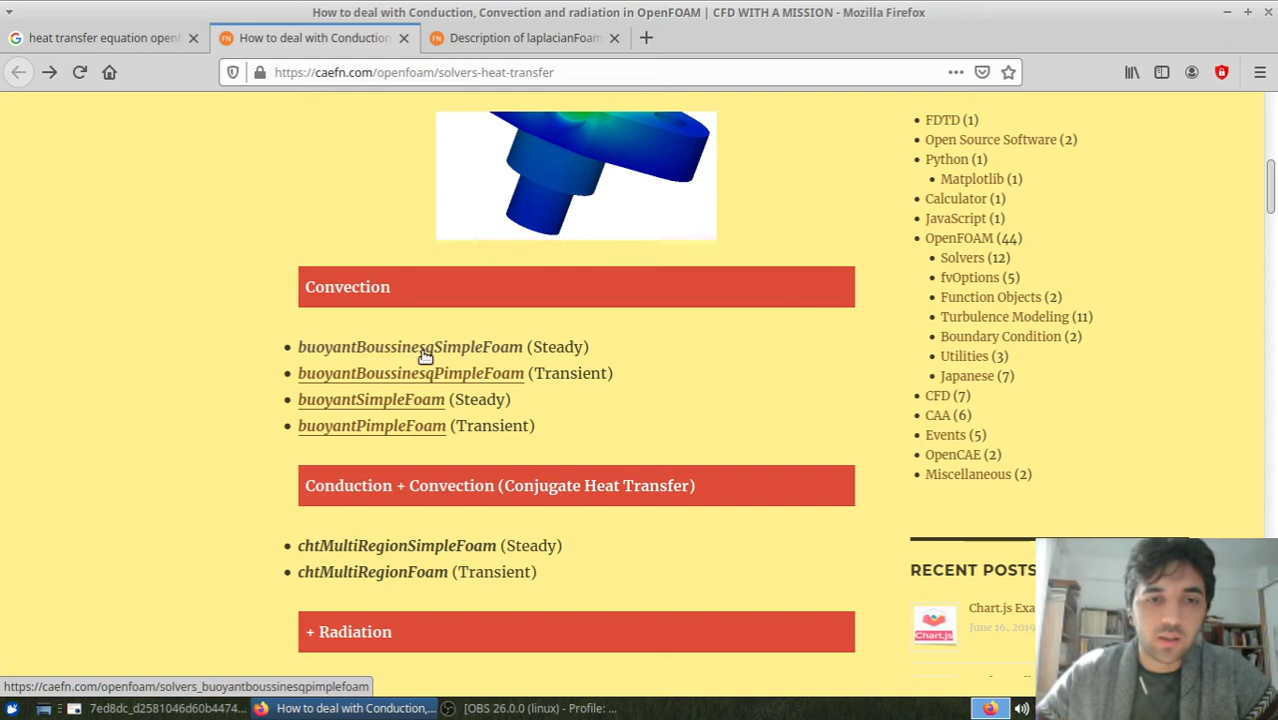 How to deal with Conduction, Convection and radiation in OpenFOAM | CFD WITH A MISSION - Mozilla Firefox
heat transfer equation openf
How to deal with Conduction,
Description of laplacianFoam
https://caefn.com/openfoam/solvers-heat-transfer
Convection
buoyantBoussinesqSimpleFoam (Steady)
buoyantBoussinesqPimpleFoam (Transient)
buoyantSimpleFoam (Steady)
buoyantPimpleFoam (Transient)
Conduction + Convection (Conjugate Heat Transfer)
chtMultiRegionSimpleFoam (Steady)
chtMultiRegionFoam (Transient)
+ Radiation
FDTD (1)
Open Source Software (2)
Python (1)
Matplotlib (1)
Calculator (1)
JavaScript (1)
OpenFOAM (44)
Solvers (12)
fvOptions (5)
Function Objects (2)
Turbulence Modeling (11)
Boundary Condition (2)
Utilities (3)
Japanese (7)
CFD (7)
CAA (6)
Events (5)
OpenCAE (2)
Miscellaneous (2)
RECENT POSTS
Chart.js
Chart.js Exa
June 16, 2019
https://caefn.com/openfoam/solvers_buoyantboussinesqpimplefoam
7ed8dc_d2581046d60b4474...
How to deal with Conduction,...
[OBS 26.0.0 (linux) - Profile: ...